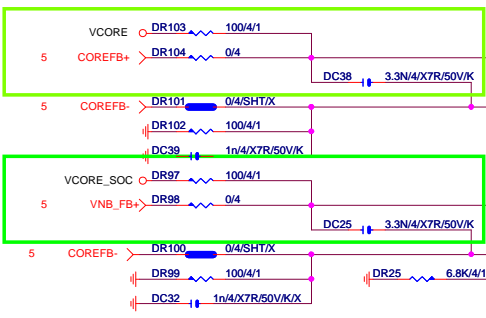 VCORE DR103 100/4/1
5 COREFB+ DR104 0/4
DC38 3.3N/4/X7R/50V/K
5 COREFB- DR101 0/4/SHT/X
DR102 100/4/1
DC39 1n/4/X7R/50V/K
VCORE_SOC DR97 100/4/1
5 VNB_FB+ DR98 0/4
DC25 3.3N/4/X7R/50V/K
5 COREFB- DR100 0/4/SHT/X
DR99 100/4/1 DR25 6.8K/4/1
DC32 1n/4/X7R/50V/K/X